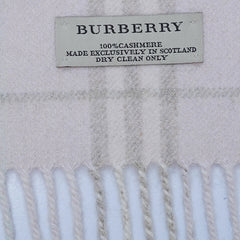 BURBERRY
100%CASHMERE
MADE EXCLUSIVELY IN SCOTLAND
DRY CLEAN ONLY